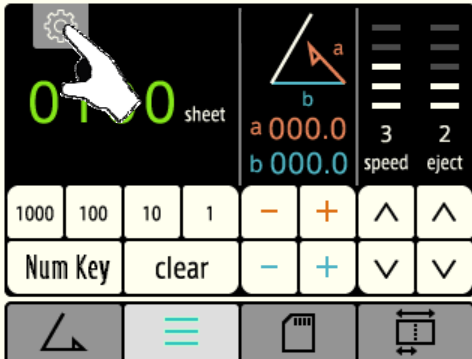 a
b
sheet
a 000.0
b 000.0
3 2
speed eject
1000 100 10 1 - +
Num Key clear - +